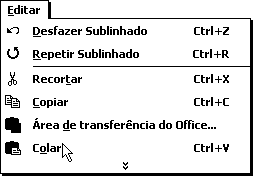 Editar
Desfazer Sublinhado Ctrl+Z
Repetir Sublinhado Ctrl+R
Recortar Ctrl+X
Copiar Ctrl+C
Área de transferência do Office...
Colar Ctrl+V